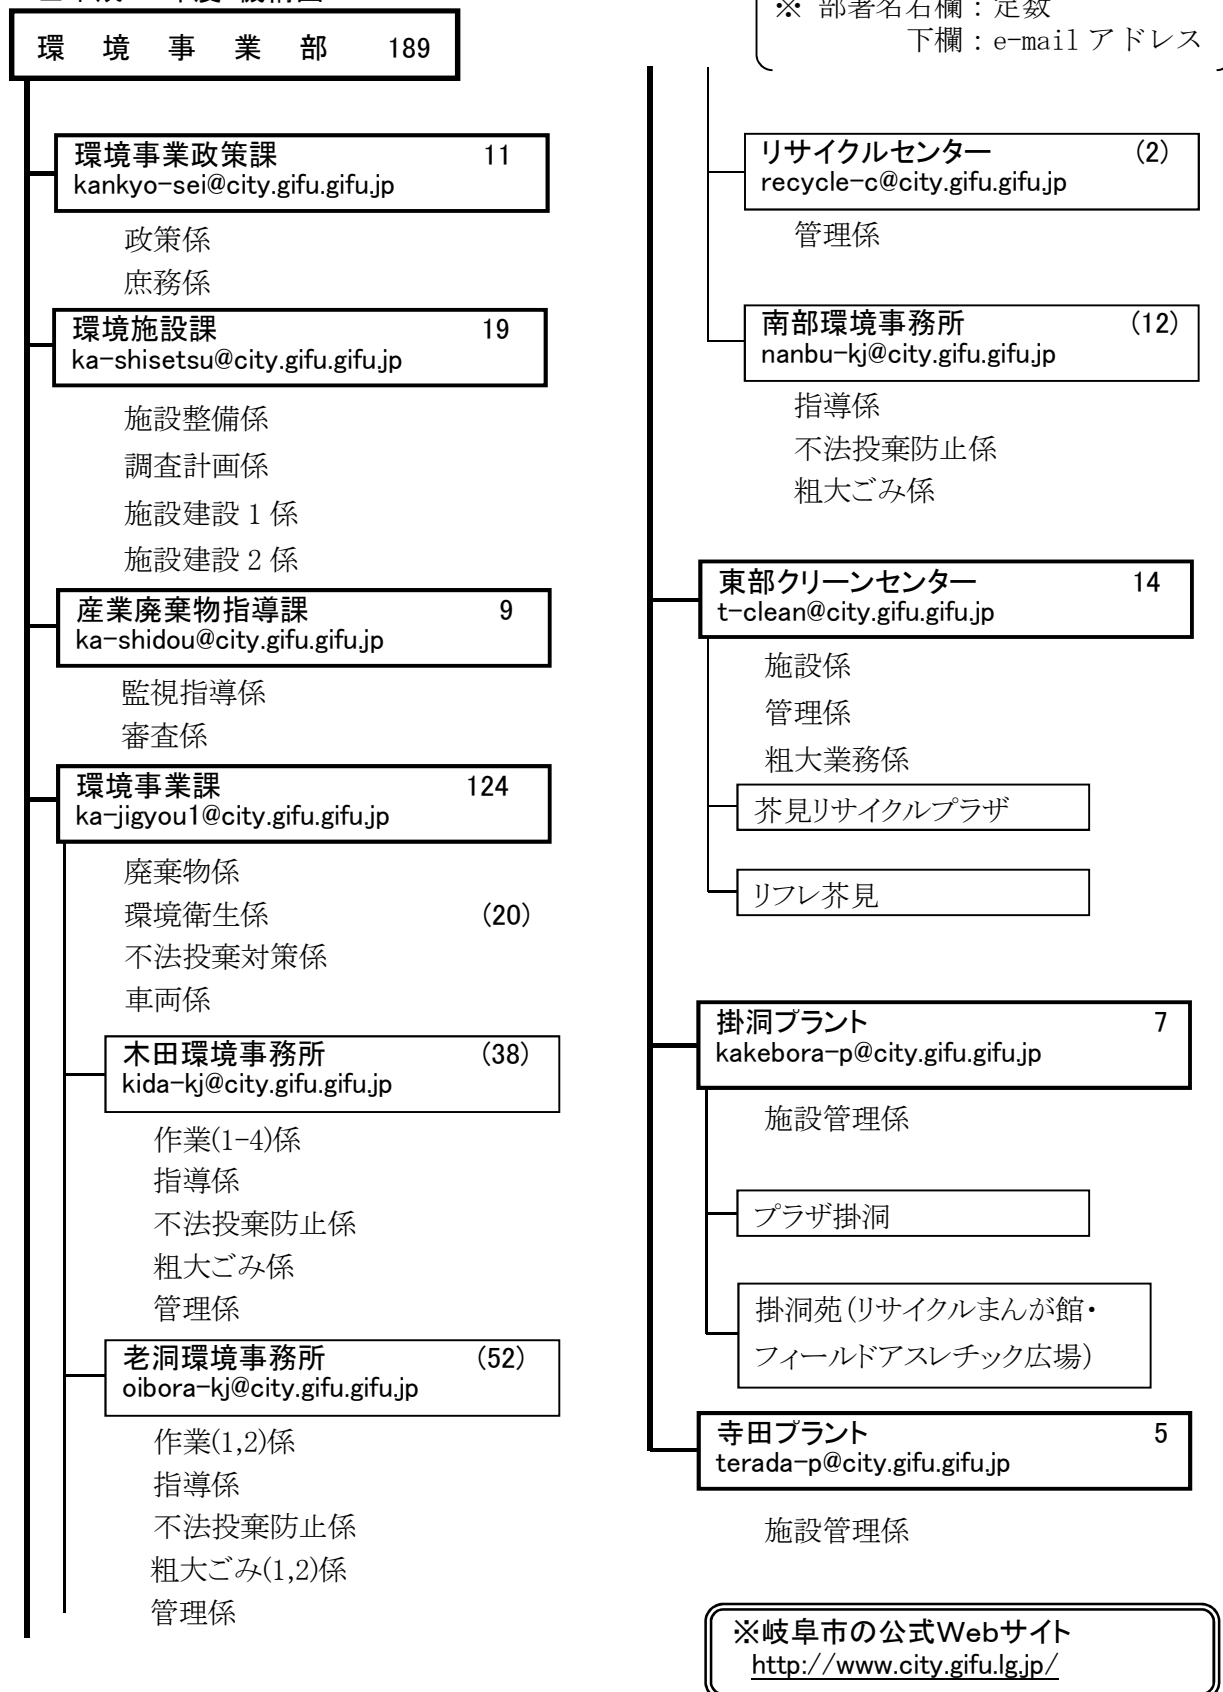 環境事業部 189
環境事業政策課 11
kankyo-sei@city.gifu.gifu.jp
政策係
庶務係
環境施設課 19
ka-shisetsu@city.gifu.gifu.jp
施設整備係
調査計画係
施設建設1係
施設建設2係
産業廃棄物指導課 9
ka-shidou@city.gifu.gifu.jp
監視指導係
審査係
環境事業課 124
ka-jigyou1@city.gifu.gifu.jp
廃棄物係
環境衛生係 (20)
不法投棄対策係
車両係
木田環境事務所 (38)
kida-kj@city.gifu.gifu.jp
作業(1-4)係
指導係
不法投棄防止係
粗大ごみ係
管理係
老洞環境事務所 (52)
oibora-kj@city.gifu.gifu.jp
作業(1,2)係
指導係
不法投棄防止係
粗大ごみ(1,2)係
管理係
※ 部署名右欄：定数
下欄：e-mail アドレス
リサイクルセンター (2)
recycle-c@city.gifu.gifu.jp
管理係
南部環境事務所 (12)
nanbu-kj@city.gifu.gifu.jp
指導係
不法投棄防止係
粗大ごみ係
東部クリーンセンター 14
t-clean@city.gifu.gifu.jp
施設係
管理係
粗大業務係
芥見リサイクルプラザ
リフレ芥見
掛洞プラント 7
kakebora-p@city.gifu.gifu.jp
施設管理係
プラザ掛洞
掛洞苑(リサイクルまんが館・
フィールドアスレチック広場)
寺田プラント 5
terada-p@city.gifu.gifu.jp
施設管理係
※岐阜市の公式Webサイト
http://www.city.gifu.lg.jp/